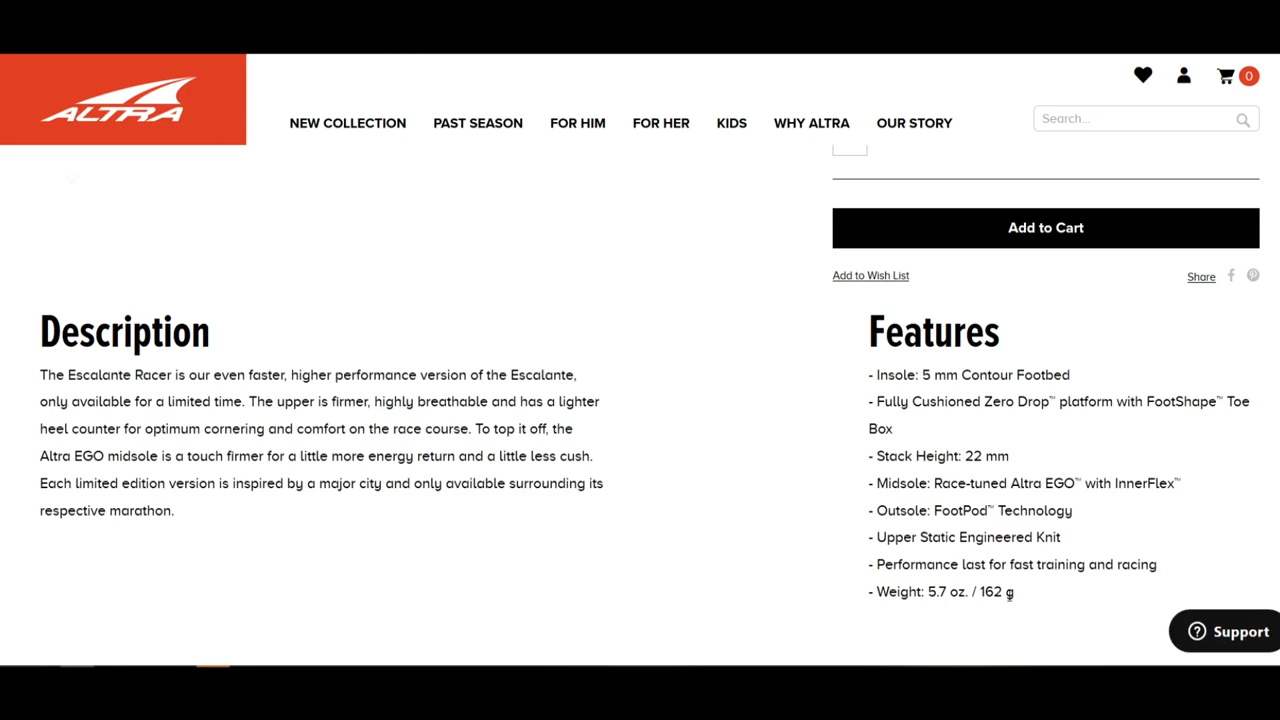 ALTRA
NEW COLLECTION PAST SEASON FOR HIM FOR HER KIDS WHY ALTRA OUR STORY
0
Search...
Add to Cart
Add to Wish List
Share
Description
The Escalante Racer is our even faster, higher performance version of the Escalante,
only available for a limited time. The upper is firmer, highly breathable and has a lighter
heel counter for optimum cornering and comfort on the race course. To top it off, the
Altra EGO midsole is a touch firmer for a little more energy return and a little less cush.
Each limited edition version is inspired by a major city and only available surrounding its
respective marathon.
Features
- Insole: 5 mm Contour Footbed
- Fully Cushioned Zero Drop™ platform with FootShape™ Toe
Box
- Stack Height: 22 mm
- Midsole: Race-tuned Altra EGO™ with InnerFlex™
- Outsole: FootPod™ Technology
- Upper Static Engineered Knit
- Performance last for fast training and racing
- Weight: 5.7 oz. / 162 g
Support